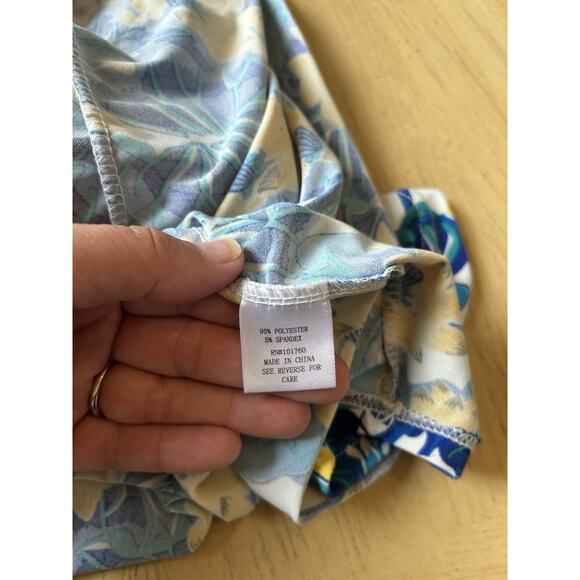 95% POLYESTER
5% SPANDEX
RN#101760
MADE IN CHINA
SEE REVERSE FOR
CARE